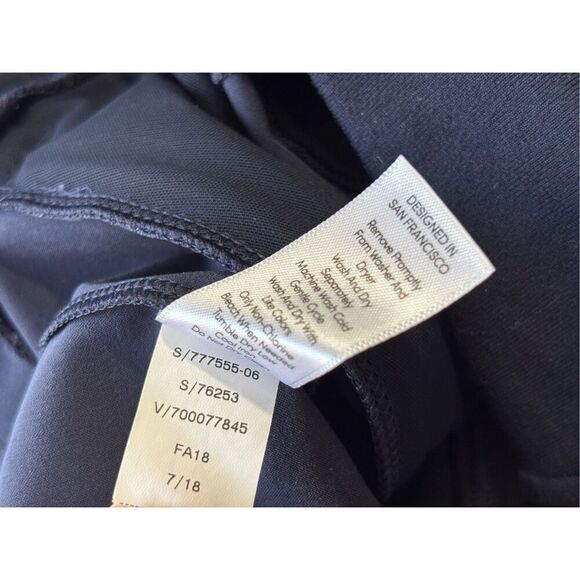 DESIGNED IN
SAN FRANCISCO
Remove Promptly
From Washer And
Dryer
Wash And Dry
Separately
Machine Wash Cold
Gentle Cycle
Wash And Dry With
Like Colors
Only Non-Chlorine
Bleach When Needed
Tumble Dry Low
Cool Iron
Do Not
S/777555-06
S/76253
V/700077845
FA18
7/18